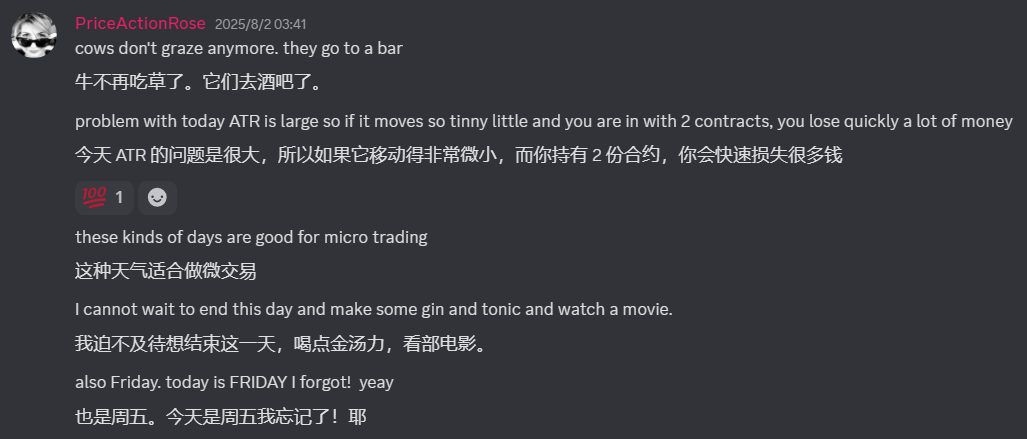 PriceActionRose 2025/8/2 03:41
cows don't graze anymore. they go to a bar
牛不再吃草了。它们去酒吧了。
problem with today ATR is large so if it moves so tinny little and you are in with 2 contracts, you lose quickly a lot of money
今天 ATR 的问题是很大，所以如果它移动得非常微小，而你持有 2 份合约，你会快速损失很多钱
100 1
these kinds of days are good for micro trading
这种天气适合做微交易
I cannot wait to end this day and make some gin and tonic and watch a movie.
我迫不及待想结束这一天，喝点金汤力，看部电影。
also Friday. today is FRIDAY I forgot!  yeay
也是周五。今天是周五我忘记了！耶